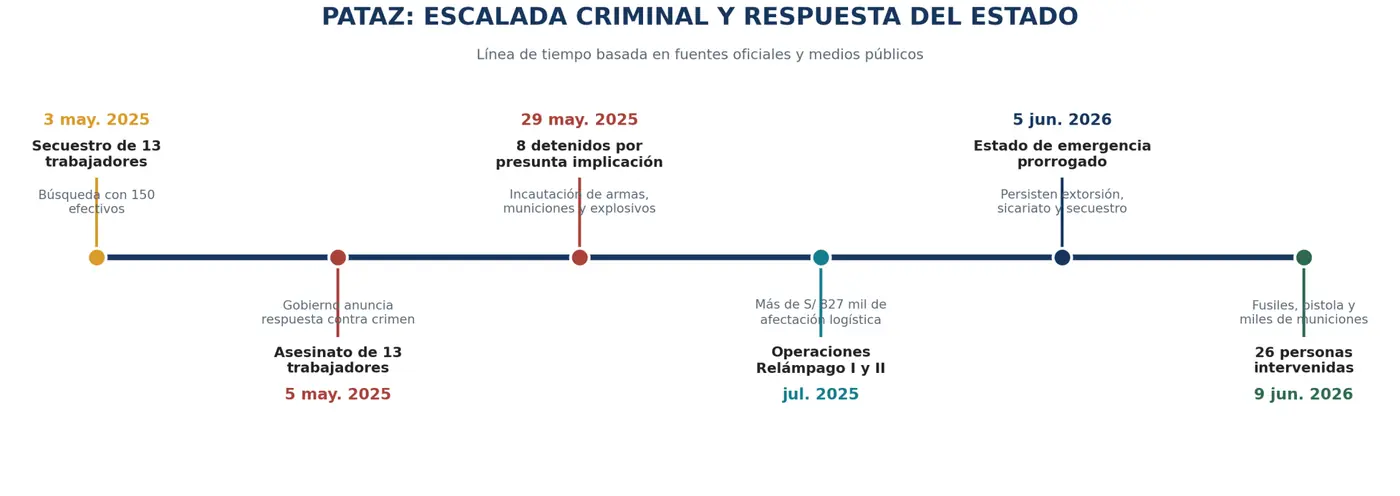 PATAZ: ESCALADA CRIMINAL Y RESPUESTA DEL ESTADO
Línea de tiempo basada en fuentes oficiales y medios públicos
3 may. 2025
Secuestro de 13
trabajadores
Búsqueda con 150
efectivos
Gobierno anuncia
respuesta contra crimen
Asesinato de 13
trabajadores
5 may. 2025
29 may. 2025
8 detenidos por
presunta implicación
Incautación de armas,
municiones y explosivos
Más de S/ 827 mil de
afectación logística
Operaciones
Relámpago I y II
jul. 2025
5 jun. 2026
Estado de emergencia
prorrogado
Persisten extorsión,
sicariato y secuestro
Fusiles, pistola y
miles de municiones
26 personas
intervenidas
9 jun. 2026